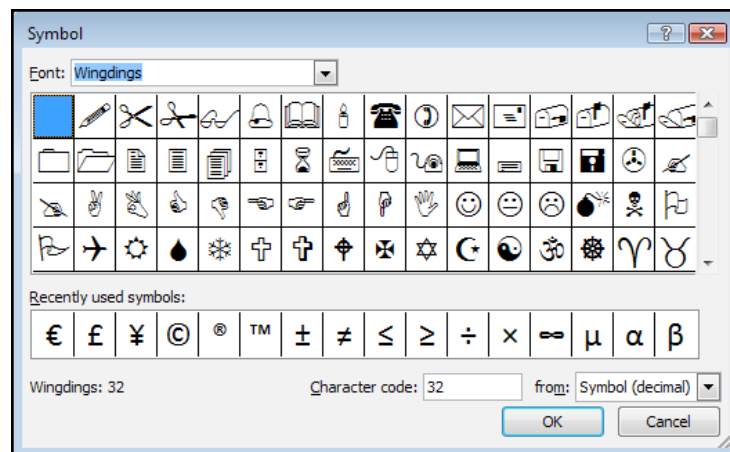 Symbol
Font: Wingdings
Recently used symbols:
€ £ ¥ © ® ™ ± ≠ ≤ ≥ ÷ × ∞ µ α β
Wingdings: 32 Character code: 32 from: Symbol (decimal)
OK Cancel